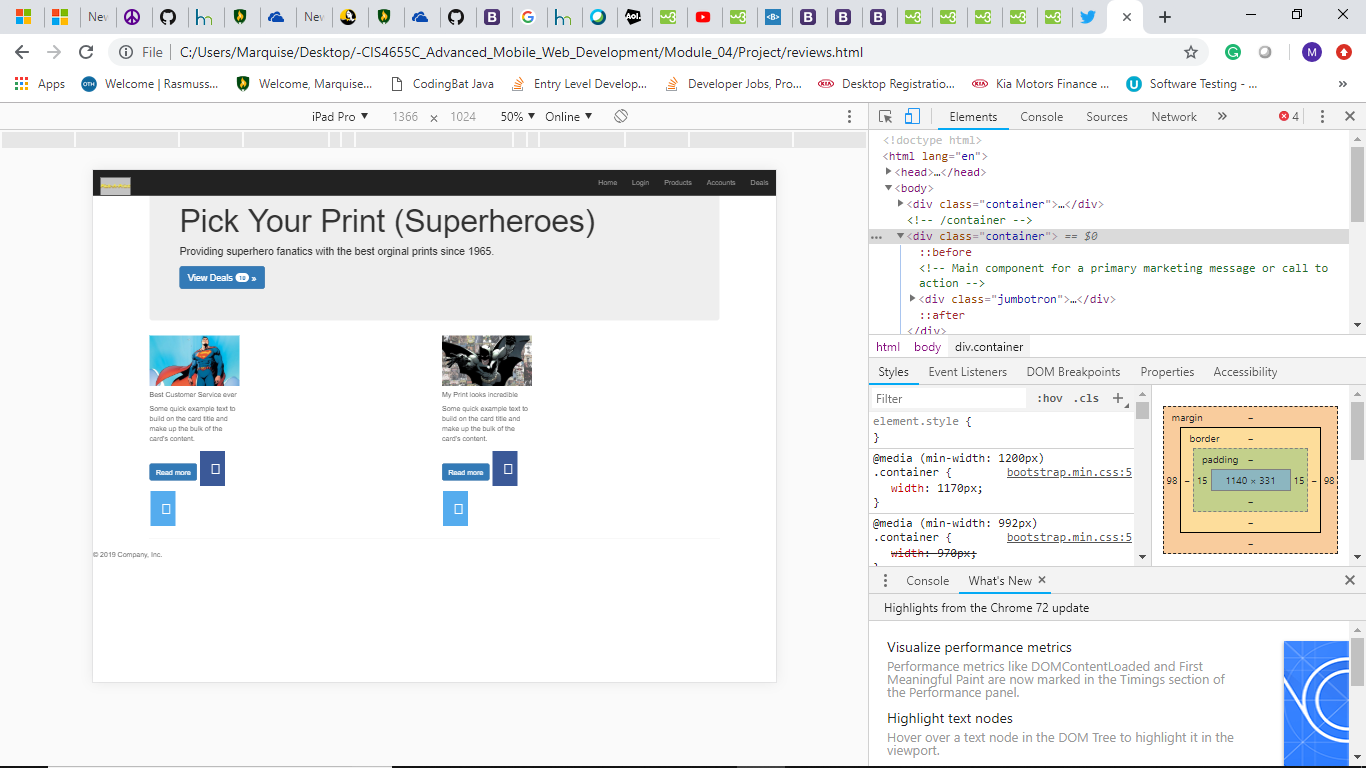 Nev
Nev
Aol.
File
C:/Users/Marquise/Desktop/-CIS4655C_Advanced_Mobile_Web_Development/Module_04/Project/reviews.html
M
Apps
OTH
Welcome | Rasmuss...
Welcome, Marquise...
CodingBat Java
Entry Level Develop...
Developer Jobs, Pro...
KIA
Desktop Registratio...
KIA
Kia Motors Finance ...
Software Testing - ...
»
iPad Pro ▼ 1366 × 1024 50% ▼ Online ▼
Home Login Products Accounts Deals
Pick Your Print (Superheroes)
Providing superhero fanatics with the best orginal prints since 1965.
View Deals 10 »
Best Customer Service ever
Some quick example text to
build on the card title and
make up the bulk of the
card's content.
Read more
My Print looks incredible
Some quick example text to
build on the card title and
make up the bulk of the
card's content.
Read more
© 2019 Company, Inc.
Elements Console Sources Network » 4
<!doctype html>
<html lang="en">
<head>…</head>
<body>
<div class="container">…</div>
<!-- /container -->
… <div class="container"> == $0
::before
<!-- Main component for a primary marketing message or call to
action -->
<div class="jumbotron">…</div>
::after
</div>
html body div.container
Styles Event Listeners DOM Breakpoints Properties Accessibility
Filter :hov .cls +
element.style {
}
@media (min-width: 1200px)
.container { bootstrap.min.css:5
width: 1170px;
}
@media (min-width: 992px)
.container { bootstrap.min.css:5
width: 970px;
}
margin –
border –
padding –
98 – 15 1140 × 331 15 – 98
–
–
–
Console What's New ×
Highlights from the Chrome 72 update
Visualize performance metrics
Performance metrics like DOMContentLoaded and First
Meaningful Paint are now marked in the Timings section of
the Performance panel.
Highlight text nodes
Hover over a text node in the DOM Tree to highlight it in the
viewport.